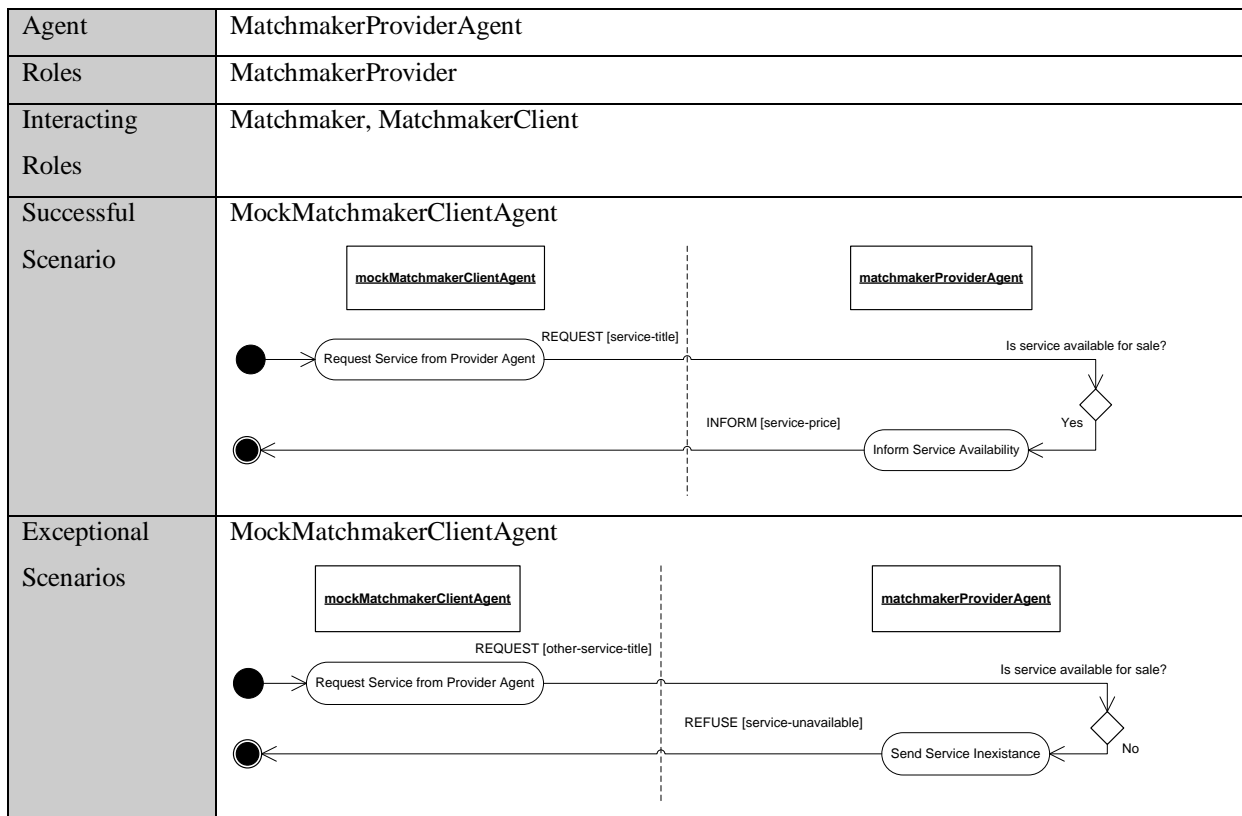 Agent MatchmakerProviderAgent
Roles MatchmakerProvider
Interacting Matchmaker, MatchmakerClient
Roles
Successful MockMatchmakerClientAgent
Scenario
mockMatchmakerClientAgent matchmakerProviderAgent
REQUEST [service-title]
Is service available for sale?
Request Service from Provider Agent
INFORM [service-price] Yes
Inform Service Availability
Exceptional MockMatchmakerClientAgent
Scenarios
mockMatchmakerClientAgent matchmakerProviderAgent
REQUEST [other-service-title]
Is service available for sale?
Request Service from Provider Agent
REFUSE [service-unavailable]
No
Send Service Inexistance